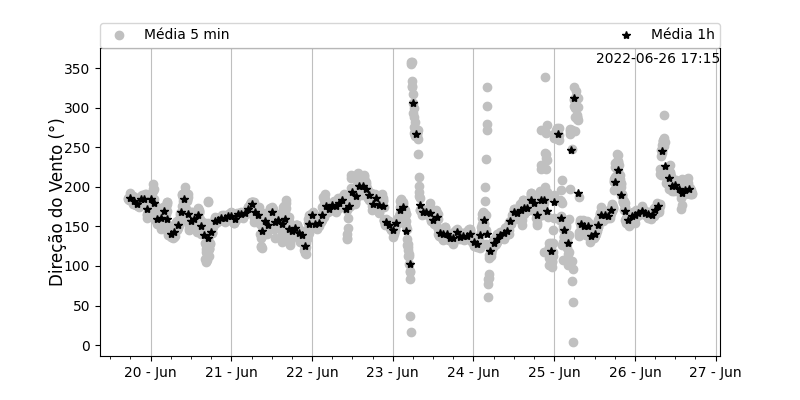 Média 5 min
Média 1h
2022-06-26 17:15
Direção do Vento (°)
350
300
250
200
150
100
50
0
20 - Jun
21 - Jun
22 - Jun
23 - Jun
24 - Jun
25 - Jun
26 - Jun
27 - Jun